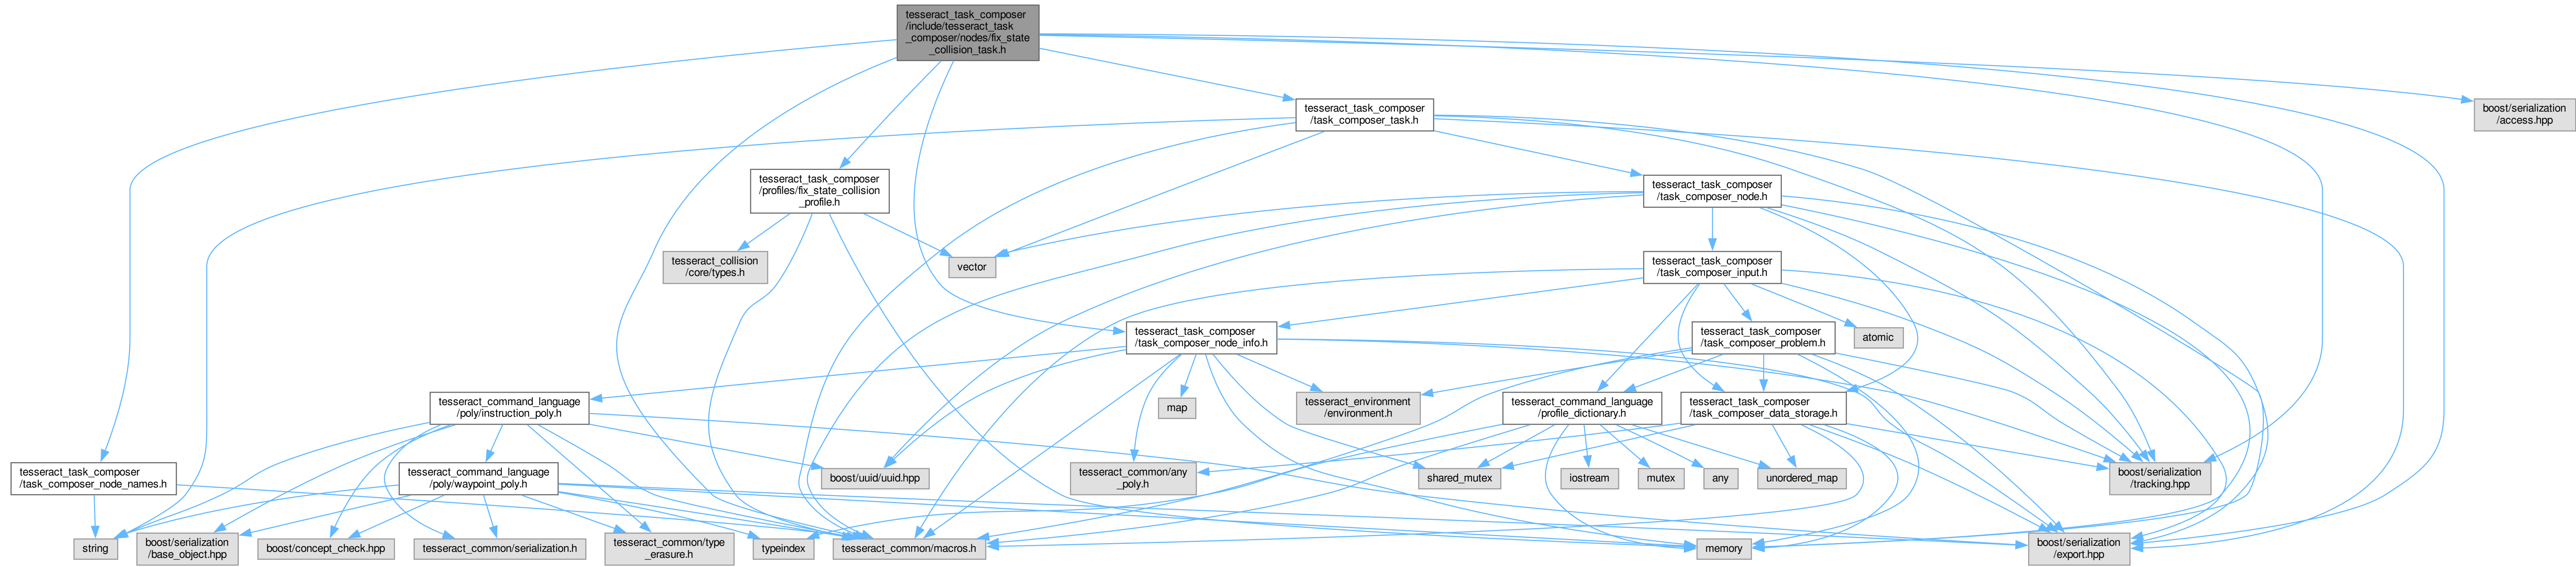 tesseract_task_composer
/include/tesseract_task
_composer/nodes/fix_state
_collision_task.h
tesseract_task_composer
/task_composer_task.h
boost/serialization
/access.hpp
tesseract_task_composer
/profiles/fix_state_collision
_profile.h
tesseract_task_composer
/task_composer_node.h
tesseract_collision
/core/types.h
vector
tesseract_task_composer
/task_composer_input.h
tesseract_task_composer
/task_composer_node_info.h
tesseract_task_composer
/task_composer_problem.h
atomic
tesseract_command_language
/poly/instruction_poly.h
map
tesseract_environment
/environment.h
tesseract_command_language
/profile_dictionary.h
tesseract_task_composer
/task_composer_data_storage.h
tesseract_task_composer
/task_composer_node_names.h
tesseract_command_language
/poly/waypoint_poly.h
boost/uuid/uuid.hpp
tesseract_common/any
_poly.h
shared_mutex
iostream
mutex
any
unordered_map
boost/serialization
/tracking.hpp
string
boost/serialization
/base_object.hpp
boost/concept_check.hpp
tesseract_common/serialization.h
tesseract_common/type
_erasure.h
typeindex
tesseract_common/macros.h
memory
boost/serialization
/export.hpp